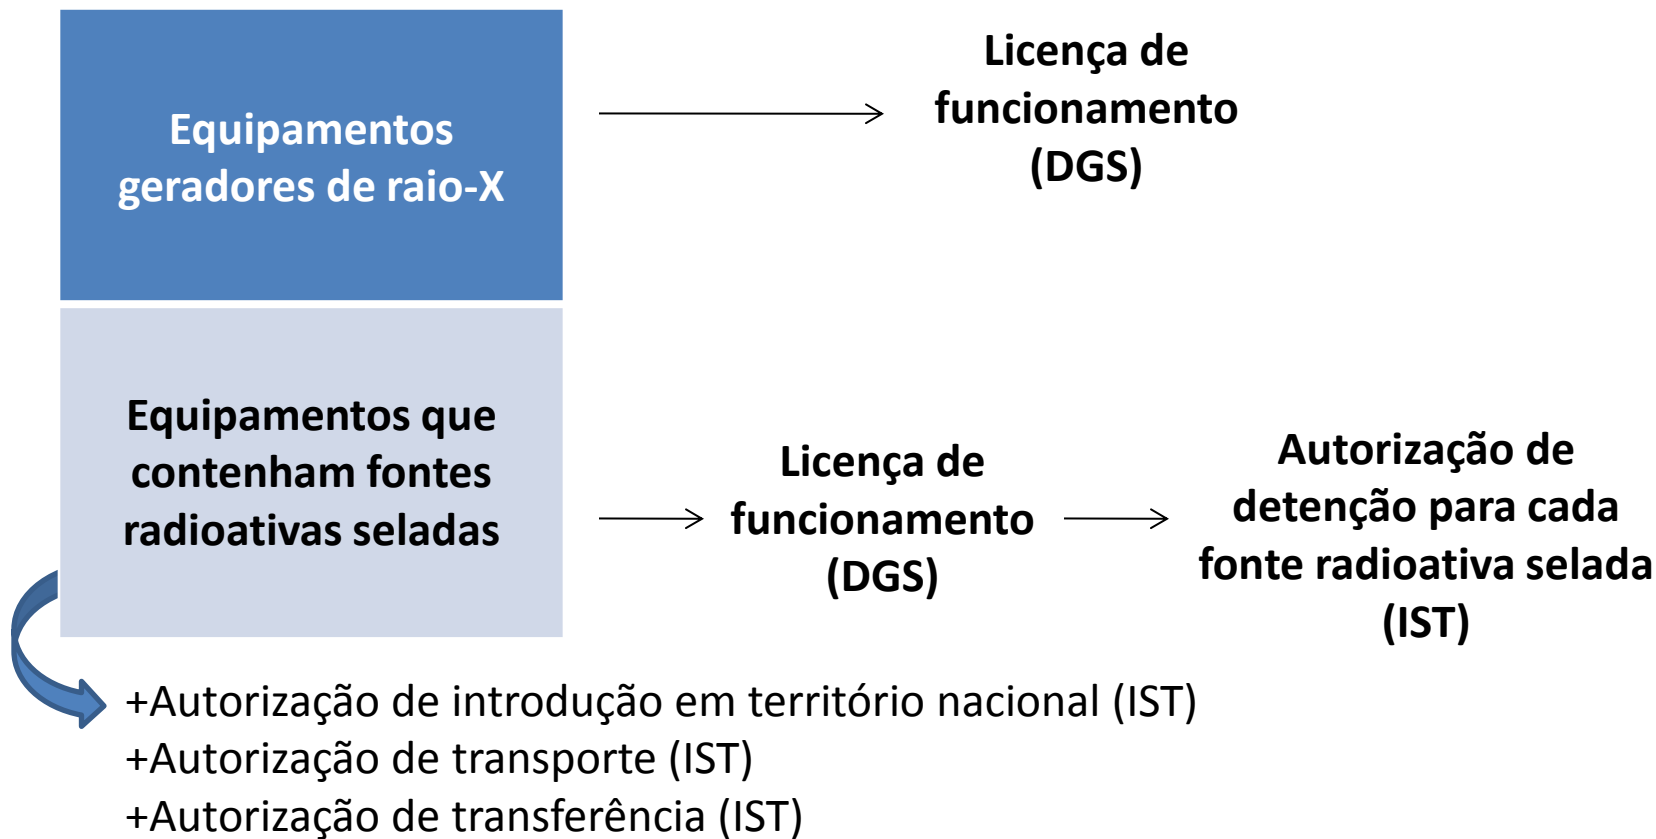 Equipamentos
geradores de raio-X
Licença de
funcionamento
(DGS)
Equipamentos que
contenham fontes
radioativas seladas
Licença de
funcionamento
(DGS)
Autorização de
detenção para cada
fonte radioativa selada
(IST)
+Autorização de introdução em território nacional (IST)
+Autorização de transporte (IST)
+Autorização de transferência (IST)